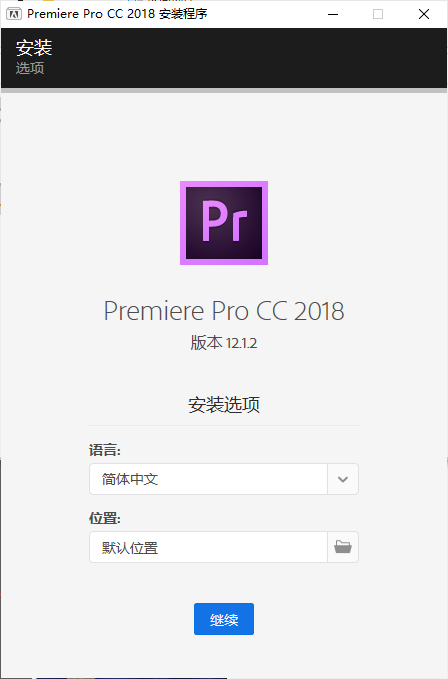 Premiere Pro CC 2018 安装程序
安装
选项
Pr
Premiere Pro CC 2018
版本 12.1.2
安装选项
语言:
简体中文
位置:
默认位置
继续